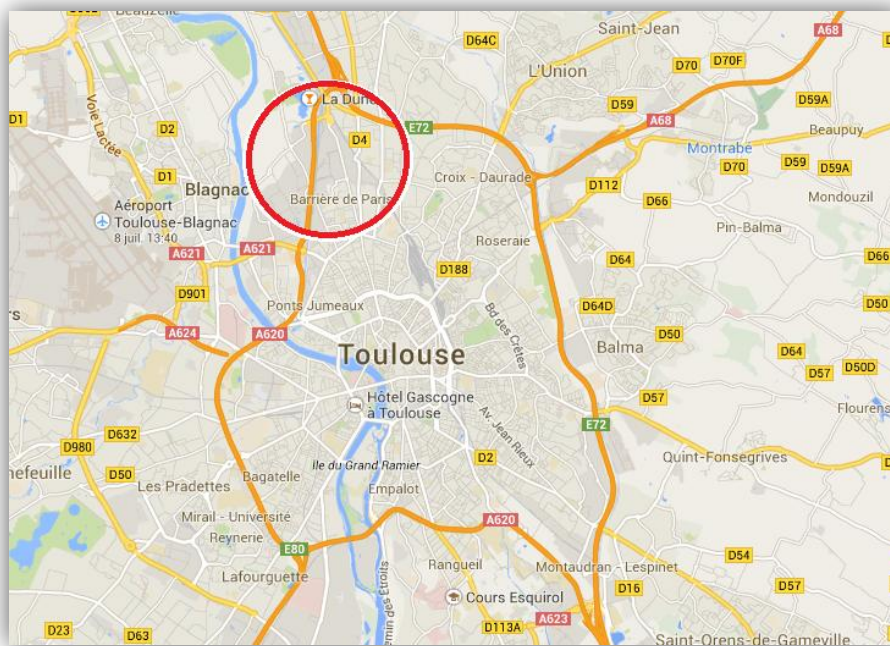 Beauzelle
D64C
Saint-Jean
A68
L'Union
D70
D70F
La Duna
D59
D59A
D1
Voie Lactée
D2
D4
E72
A68
Beaupuy
Montrabe
D70
D59
D59A
D1
Blagnac
Croix - Daurade
D112
Mondouzil
Aéroport
Toulouse-Blagnac
8 juil. 13:40
Barrière de Paris
D66
Pin-Balma
A621
A621
Roseraie
D64
D66
D188
D901
Ponts Jumeaux
D64D
D50
A624
A620
Bd des Crêtes
D50
Toulouse
Balma
D64
D57
D50D
Hôtel Gascogne
à Toulouse
D57
Flourens
Av. Jean Rieux
E72
D632
D980
D2
Quint-Fonsegrives
nefeuille
D50
Ile du Grand Ramier
Bagatelle
Les Pradettes
Empalot
Mirail - Université
A620
Reynerie
E80
D54
Lafourguette
Rangueil
Montaudran - Lespinet
D57
D16
Cours Esquirol
emin des Étroits
A623
D23
D63
D113A
Saint-Orens-de-Gameville